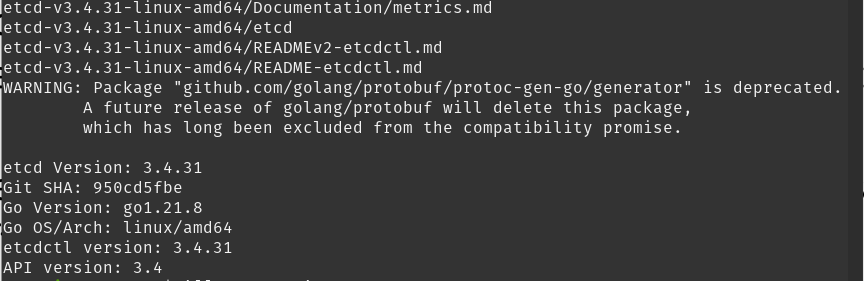 etcd-v3.4.31-linux-amd64/Documentation/metrics.md
etcd-v3.4.31-linux-amd64/etcd
etcd-v3.4.31-linux-amd64/READMEv2-etcdctl.md
etcd-v3.4.31-linux-amd64/README-etcdctl.md
WARNING: Package "github.com/golang/protobuf/protoc-gen-go/generator" is deprecated.
        A future release of golang/protobuf will delete this package,
        which has long been excluded from the compatibility promise.

etcd Version: 3.4.31
Git SHA: 950cd5fbe
Go Version: go1.21.8
Go OS/Arch: linux/amd64
etcdctl version: 3.4.31
API version: 3.4